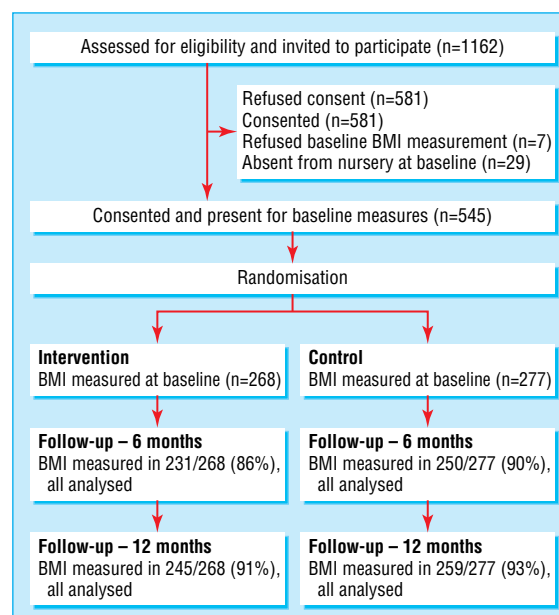 Assessed for eligibility and invited to participate (n=1162)
Refused consent (n=581)
Consented (n=581)
Refused baseline BMI measurement (n=7)
Absent from nursery at baseline (n=29)
Consented and present for baseline measures (n=545)
Randomisation
Intervention
BMI measured at baseline (n=268)
Control
BMI measured at baseline (n=277)
Follow-up – 6 months
BMI measured in 231/268 (86%),
all analysed
Follow-up – 6 months
BMI measured in 250/277 (90%),
all analysed
Follow-up – 12 months
BMI measured in 245/268 (91%),
all analysed
Follow-up – 12 months
BMI measured in 259/277 (93%),
all analysed